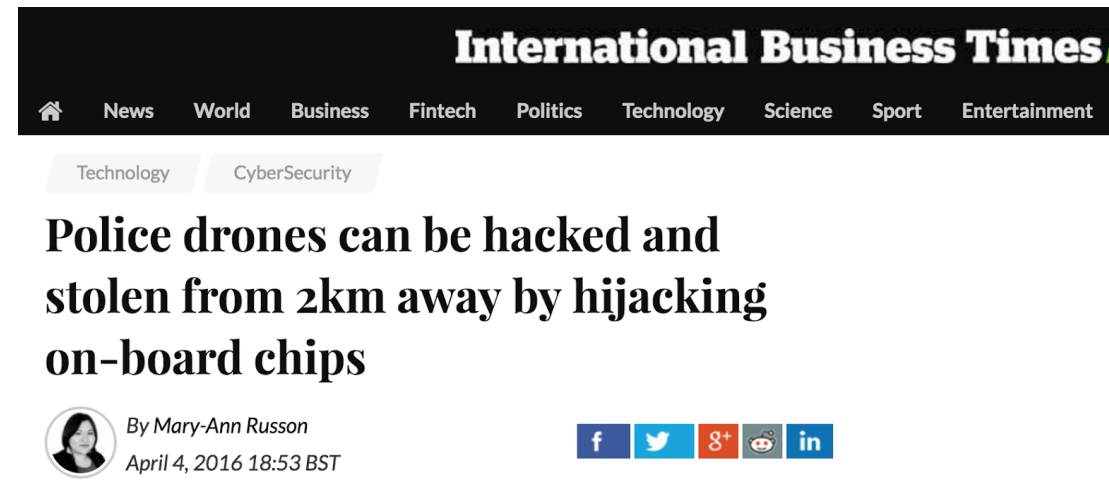 International Business Times
News World Business Fintech Politics Technology Science Sport Entertainment
Technology CyberSecurity
Police drones can be hacked and
stolen from 2km away by hijacking
on-board chips
By Mary-Ann Russon
April 4, 2016 18:53 BST
f g+ in